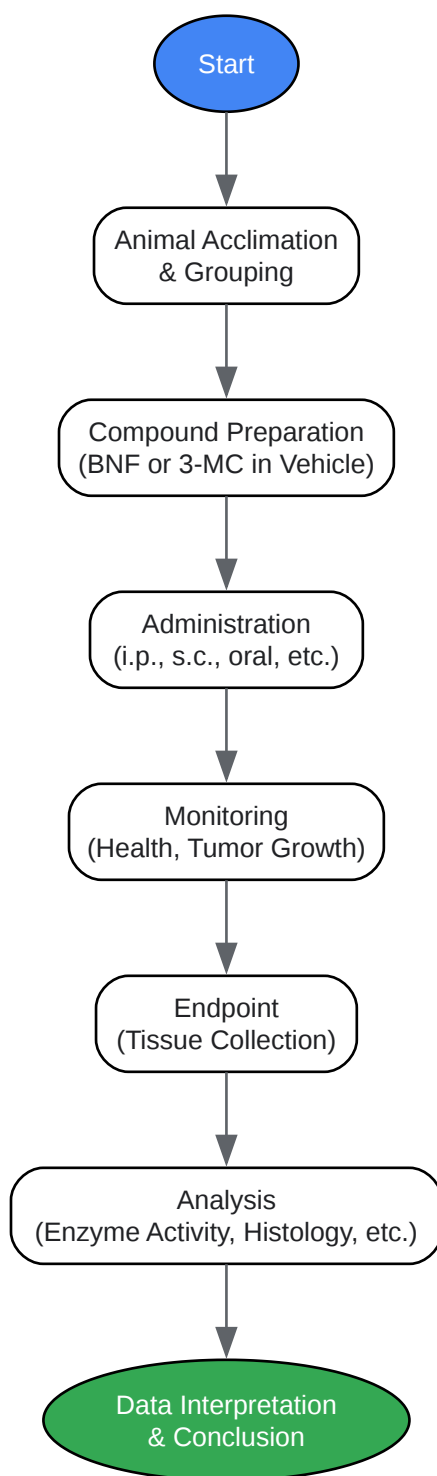 Start
Animal Acclimation
& Grouping
Compound Preparation
(BNF or 3-MC in Vehicle)
Administration
(i.p., s.c., oral, etc.)
Monitoring
(Health, Tumor Growth)
Endpoint
(Tissue Collection)
Analysis
(Enzyme Activity, Histology, etc.)
Data Interpretation
& Conclusion